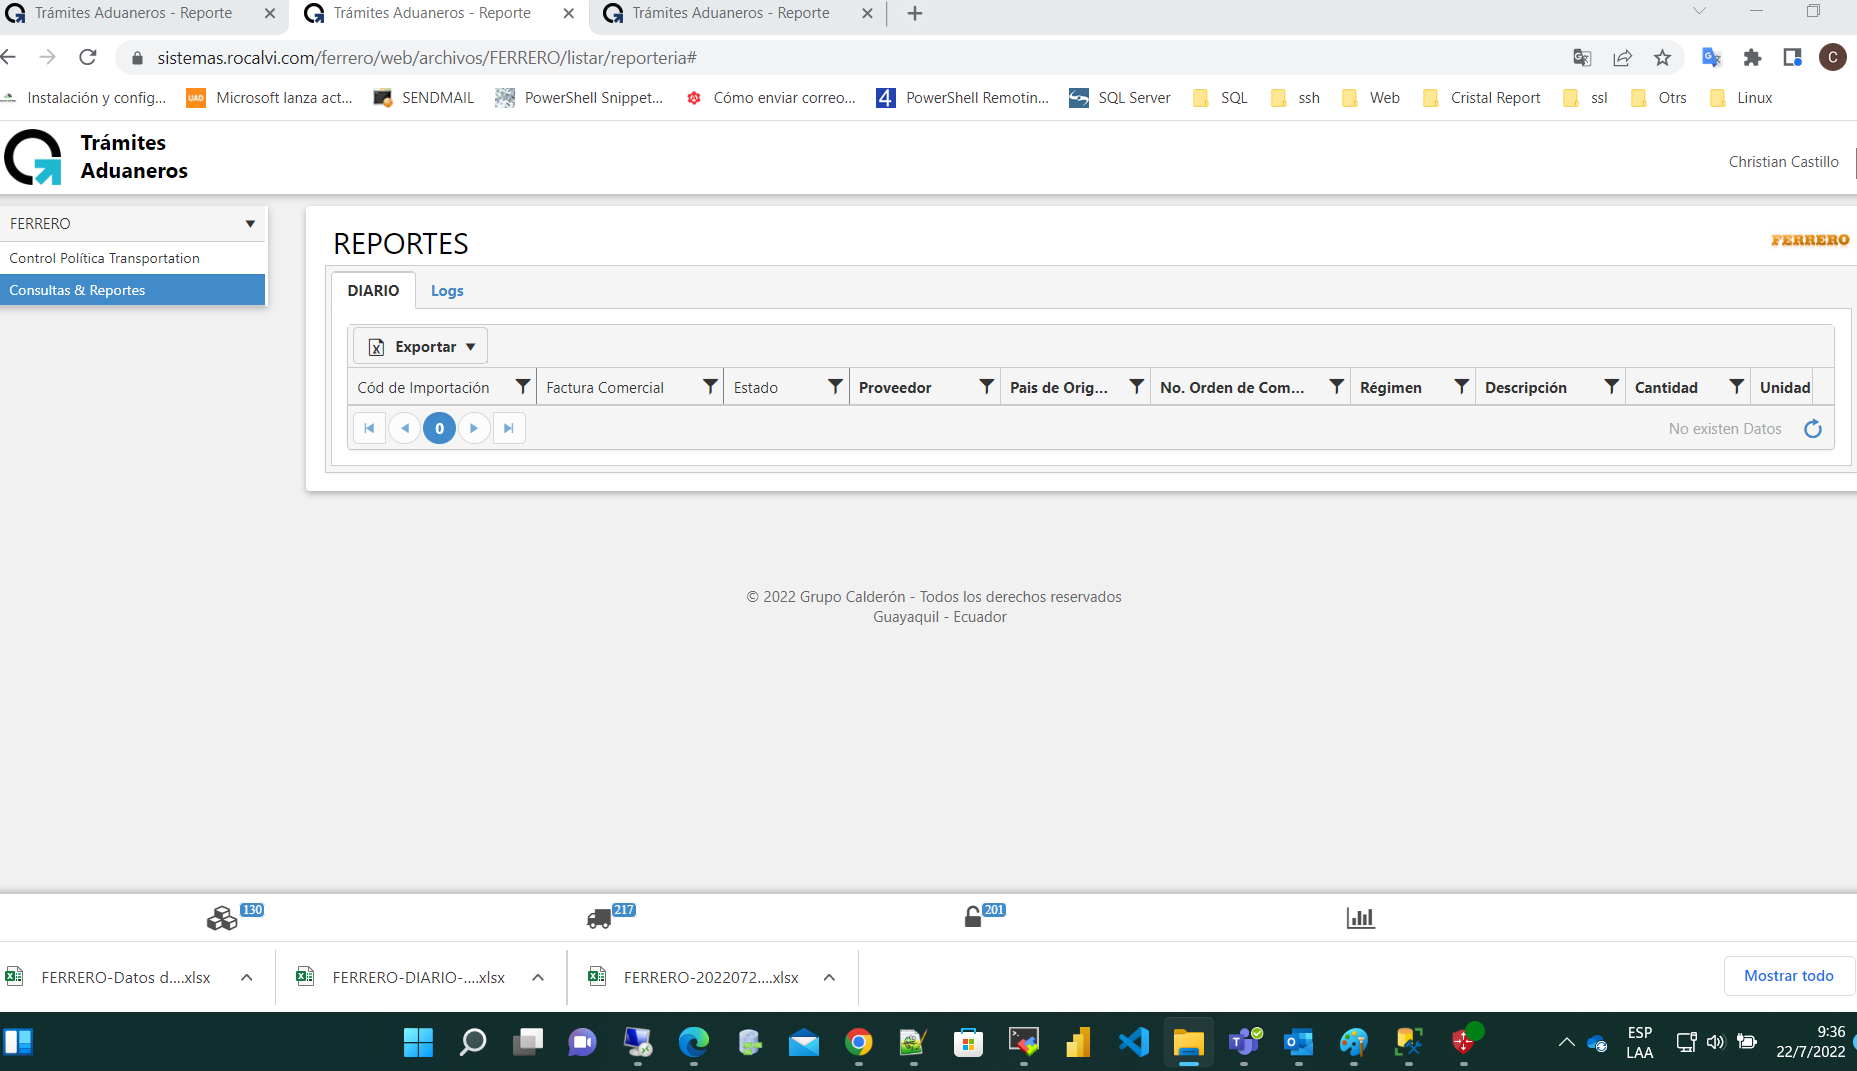 Trámites Aduaneros - Reporte
Trámites Aduaneros - Reporte
Trámites Aduaneros - Reporte
sistemas.rocalvi.com/ferrero/web/archivos/FERRERO/listar/reporteria#
C
Instalación y config...
UAD
Microsoft lanza act...
SENDMAIL
PowerShell Snippet...
Cómo enviar correo...
4
PowerShell Remotin...
SQL Server
SQL
ssh
Web
Cristal Report
ssl
Otrs
Linux
Trámites
Aduaneros
Christian Castillo
FERRERO
Control Política Transportation
Consultas & Reportes
REPORTES
FERRERO
DIARIO
Logs
Exportar
Cód de Importación
Factura Comercial
Estado
Proveedor
Pais de Orig...
No. Orden de Com...
Régimen
Descripción
Cantidad
Unidad
0
No existen Datos
© 2022 Grupo Calderón - Todos los derechos reservados
Guayaquil - Ecuador
130
217
201
FERRERO-Datos d....xlsx
FERRERO-DIARIO-....xlsx
FERRERO-2022072....xlsx
Mostrar todo
ESP
LAA
9:36
22/7/2022